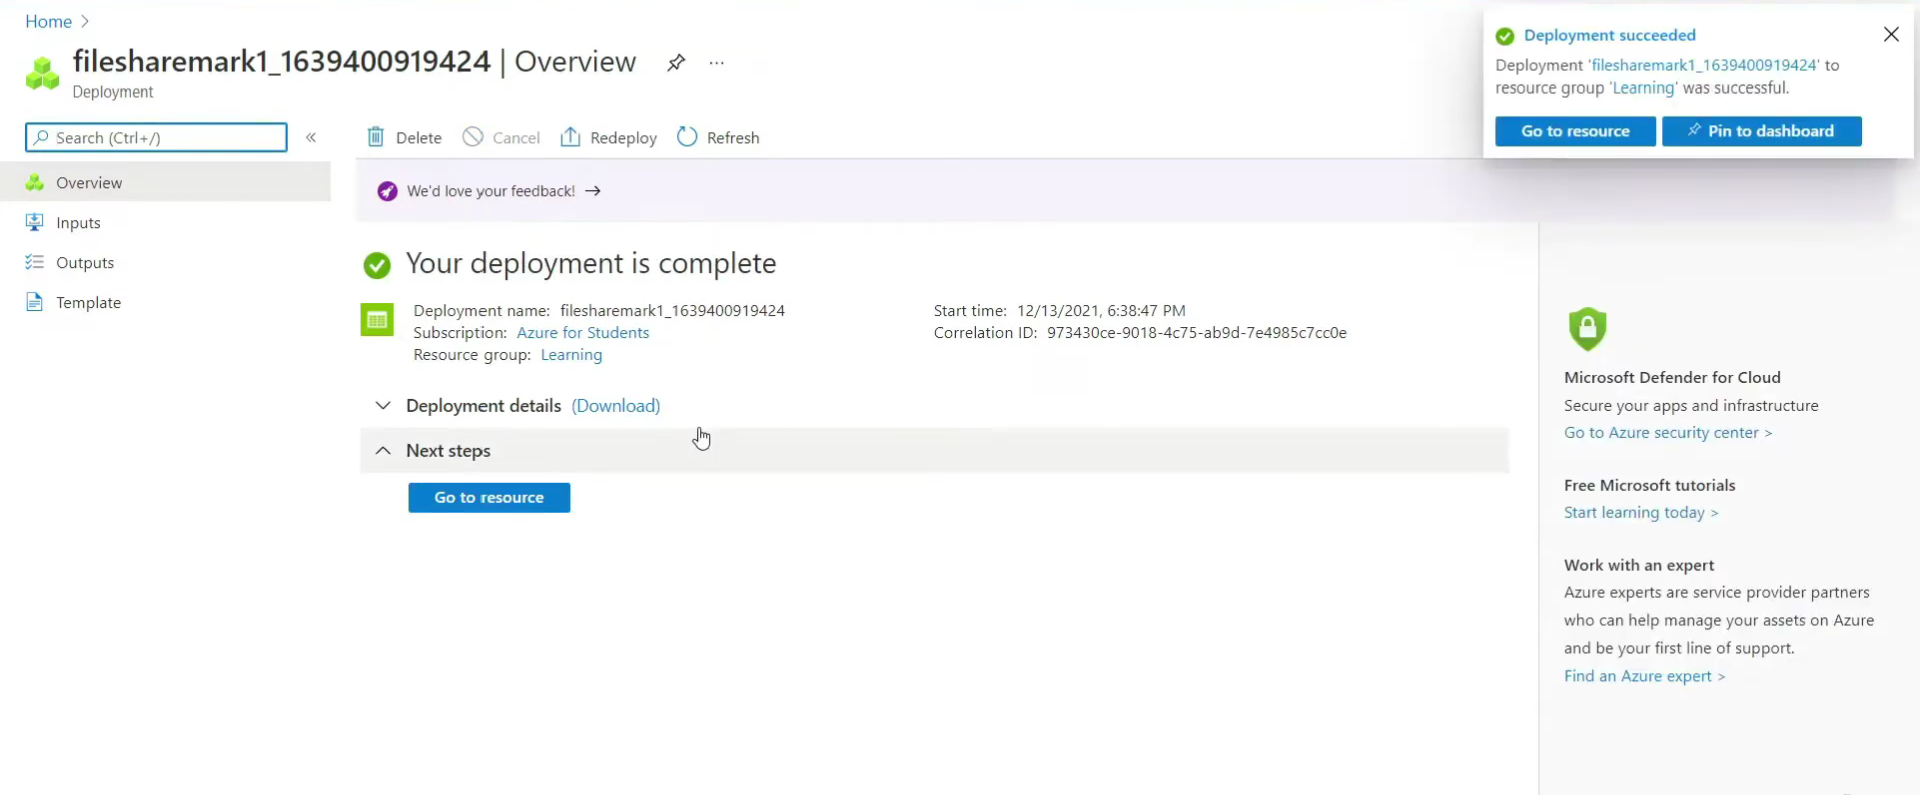 Home
filesharemark1_1639400919424 | Overview
Deployment
Search (Ctrl+/)
Overview
Inputs
Outputs
Template
Delete
Cancel
Redeploy
Refresh
We'd love your feedback! →
Your deployment is complete
Deployment name: filesharemark1_1639400919424
Subscription: Azure for Students
Resource group: Learning
Start time: 12/13/2021, 6:38:47 PM
Correlation ID: 973430ce-9018-4c75-ab9d-7e4985c7cc0e
Deployment details (Download)
Next steps
Go to resource
Deployment succeeded
Deployment 'filesharemark1_1639400919424' to
resource group 'Learning' was successful.
Go to resource
Pin to dashboard
Microsoft Defender for Cloud
Secure your apps and infrastructure
Go to Azure security center >
Free Microsoft tutorials
Start learning today >
Work with an expert
Azure experts are service provider partners
who can help manage your assets on Azure
and be your first line of support.
Find an Azure expert >